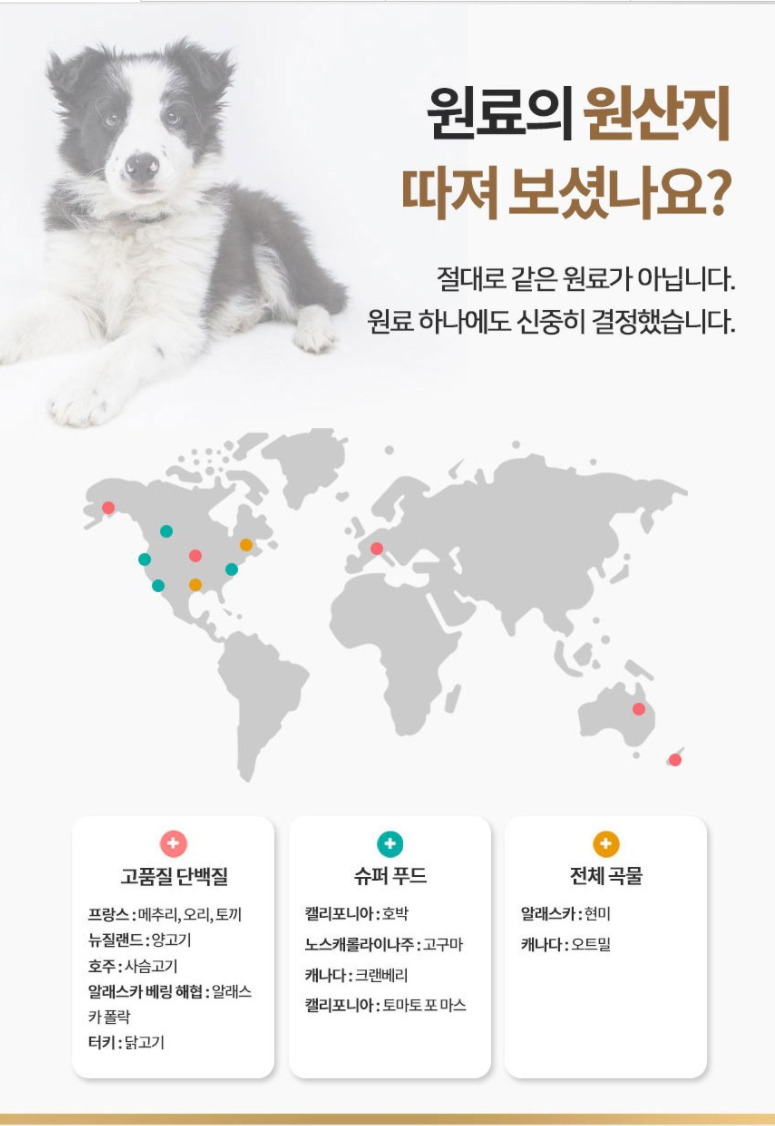 원료의 원산지
따져 보셨나요?
절대로 같은 원료가 아닙니다.
원료 하나에도 신중히 결정했습니다.
고품질 단백질
프랑스 : 메추리, 오리, 토끼
뉴질랜드 : 양고기
호주 : 사슴고기
알래스카 베링 해협 : 알래스
카 폴락
터키 : 닭고기
슈퍼 푸드
캘리포니아 : 호박
노스캐롤라이나주 : 고구마
캐나다 : 크랜베리
캘리포니아 : 토마토 포마스
전체 곡물
알래스카 : 현미
캐나다 : 오트밀